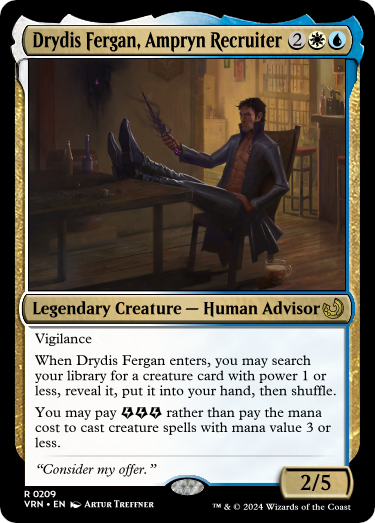 Drydis Fergan, Ampryn Recruiter 2
Legendary Creature — Human Advisor
Vigilance
When Drydis Fergan enters, you may search
your library for a creature card with power 1 or
less, reveal it, put it into your hand, then shuffle.
You may pay rather than pay the mana
cost to cast creature spells with mana value 3 or
less.
“Consider my offer.”
2/5
R 0209
VRN • EN Artur Treffner
™ & © 2024 Wizards of the Coast